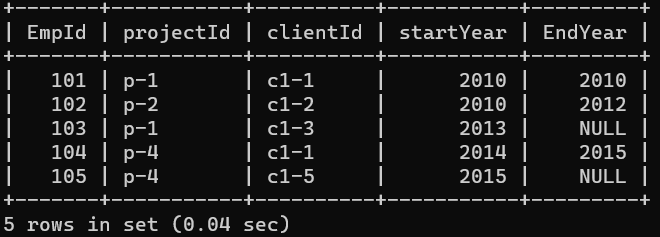 +-------+-----------+----------+-----------+---------+
| EmpId | projectId | clientId | startYear | EndYear |
+-------+-----------+----------+-----------+---------+
|   101 | p-1       | c1-1     |      2010 |    2010 |
|   102 | p-2       | c1-2     |      2010 |    2012 |
|   103 | p-1       | c1-3     |      2013 |    NULL |
|   104 | p-4       | c1-1     |      2014 |    2015 |
|   105 | p-4       | c1-5     |      2015 |    NULL |
+-------+-----------+----------+-----------+---------+
5 rows in set (0.04 sec)